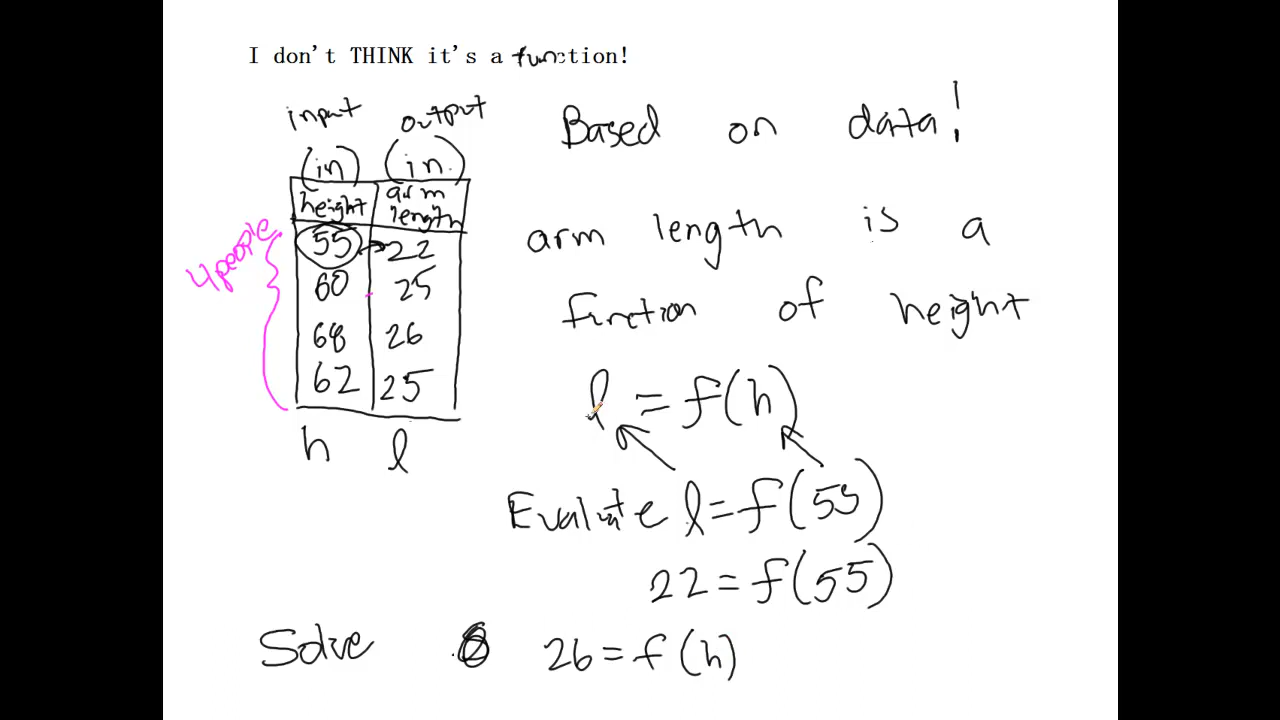 I don't THINK it's a function!
input output
(in) (in.)
height arm length
55 22
60 25
68 26
62 25
h l
4 people
Based on data!
arm length is a
function of height
l = f(h)
Evaluate l = f(55)
22 = f(55)
Solve 26 = f(h)